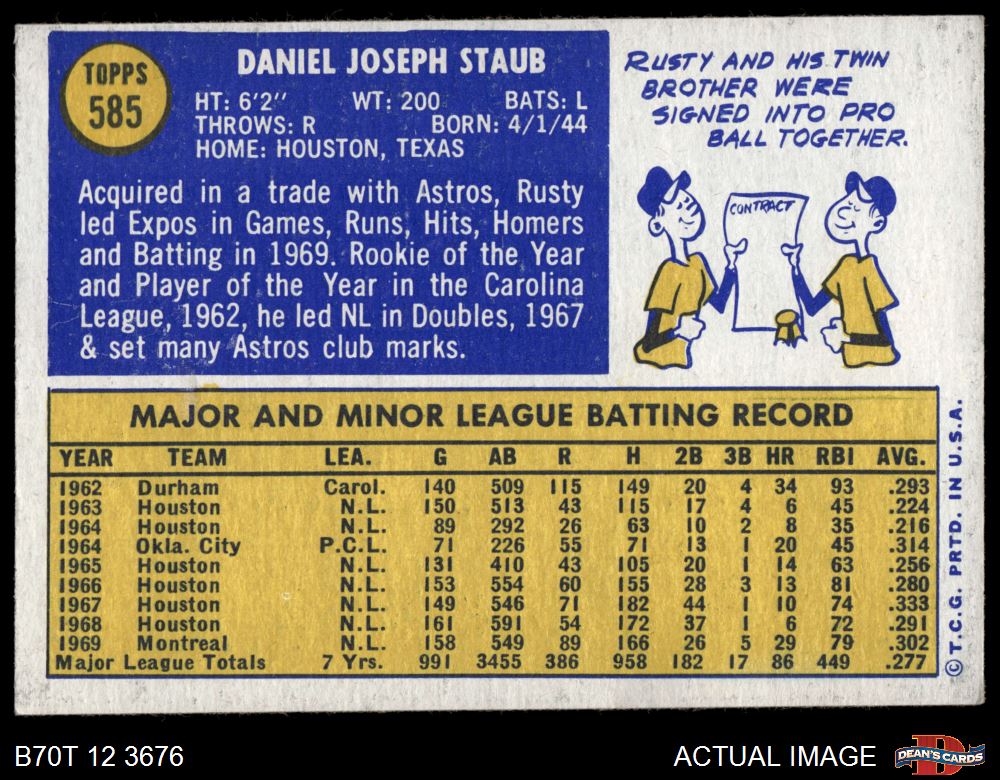 TOPPS
585
DANIEL JOSEPH STAUB
HT: 6'2" WT: 200 BATS: L
THROWS: R BORN: 4/1/44
HOME: HOUSTON, TEXAS
Acquired in a trade with Astros, Rusty
led Expos in Games, Runs, Hits, Homers
and Batting in 1969. Rookie of the Year
and Player of the Year in the Carolina
League, 1962, he led NL in Doubles, 1967
& set many Astros club marks.
RUSTY AND HIS TWIN
BROTHER WERE
SIGNED INTO PRO
BALL TOGETHER.
CONTRACT
MAJOR AND MINOR LEAGUE BATTING RECORD
YEAR TEAM LEA. G AB R H 2B 3B HR RBI AVG.
1962 Durham Carol. 140 509 115 149 20 4 34 93 .293
1963 Houston N.L. 150 513 43 115 17 4 6 45 .224
1964 Houston N.L. 89 292 26 63 10 2 8 35 .216
1964 Okla. City P.C.L. 71 226 55 71 13 1 20 45 .314
1965 Houston N.L. 131 410 43 105 20 1 14 63 .256
1966 Houston N.L. 153 554 60 155 28 3 13 81 .280
1967 Houston N.L. 149 546 71 182 44 1 10 74 .333
1968 Houston N.L. 161 591 54 172 37 1 6 72 .291
1969 Montreal N.L. 158 549 89 166 26 5 29 79 .302
Major League Totals 7 Yrs. 991 3455 386 958 182 17 86 449 .277
© T.C.G. PRTD. IN U.S.A.
B70T 12 3676
ACTUAL IMAGE
DEAN'S CARDS